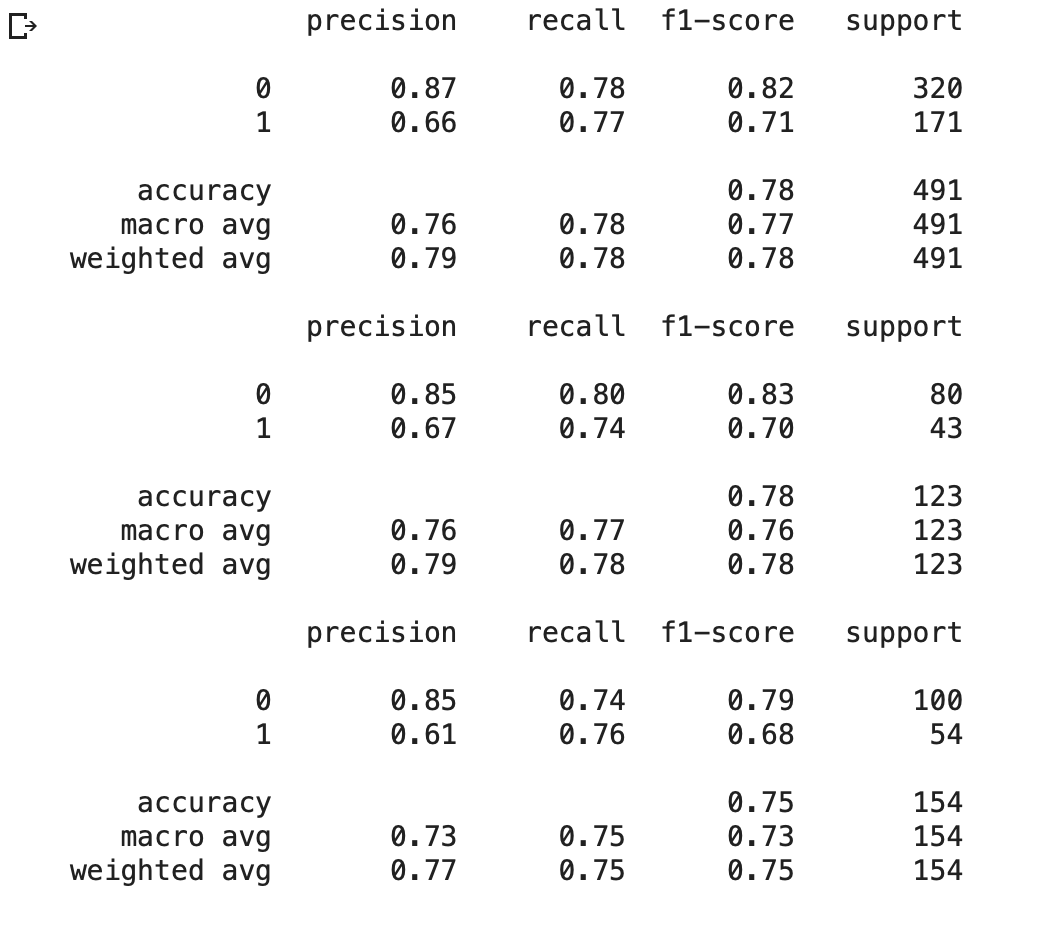 precision recall f1-score support
0 0.87 0.78 0.82 320
1 0.66 0.77 0.71 171
accuracy 0.78 491
macro avg 0.76 0.78 0.77 491
weighted avg 0.79 0.78 0.78 491
precision recall f1-score support
0 0.85 0.80 0.83 80
1 0.67 0.74 0.70 43
accuracy 0.78 123
macro avg 0.76 0.77 0.76 123
weighted avg 0.79 0.78 0.78 123
precision recall f1-score support
0 0.85 0.74 0.79 100
1 0.61 0.76 0.68 54
accuracy 0.75 154
macro avg 0.73 0.75 0.73 154
weighted avg 0.77 0.75 0.75 154